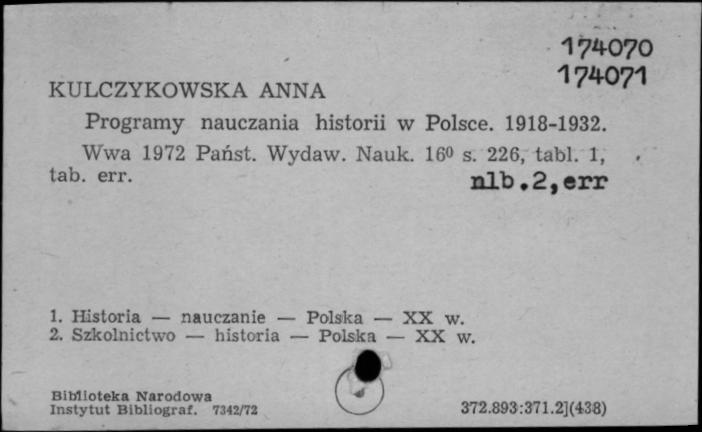 174070
174071
KULCZYKOWSKA ANNA
Programy nauczania historii w Polsce. 1918-1932.
Wwa 1972 Państ. Wydaw. Nauk. 16⁰ s. 226, tabl. 1,
tab. err.
nlb.2,err
1. Historia — nauczanie — Polska — XX w.
2. Szkolnictwo — historia — Polska — XX w.
Biblioteka Narodowa
Instytut Bibliograf. 7342/72
372.893:371.2](438)